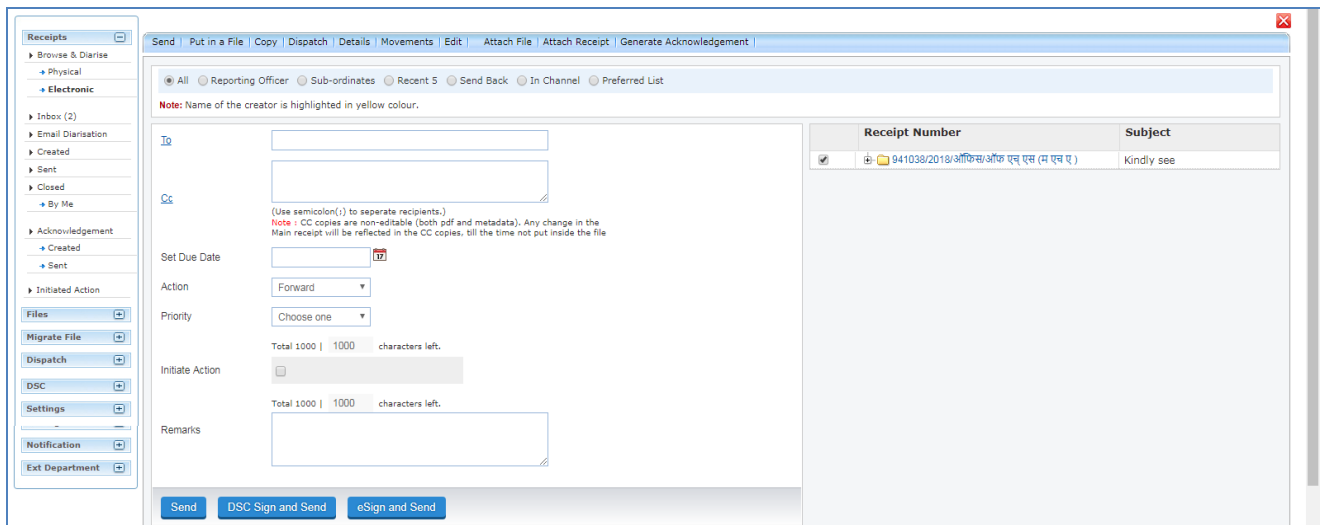 Receipts
Browse & Diarise
Physical
Electronic
Inbox (2)
Email Diarisation
Created
Sent
Closed
By Me
Acknowledgement
Created
Sent
Initiated Action
Files
Migrate File
Dispatch
DSC
Settings
Notification
Ext Department
Send | Put in a File | Copy | Dispatch | Details | Movements | Edit | Attach File | Attach Receipt | Generate Acknowledgement |
All Reporting Officer Sub-ordinates Recent 5 Send Back In Channel Preferred List
Note: Name of the creator is highlighted in yellow colour.
To
Cc
(Use semicolon(;) to seperate recipients.)
Note : CC copies are non-editable (both pdf and metadata). Any change in the
Main receipt will be reflected in the CC copies, till the time not put inside the file
Set Due Date
17
Action Forward
Priority Choose one
Total 1000 | 1000 characters left.
Initiate Action
Total 1000 | 1000 characters left.
Remarks
Send DSC Sign and Send eSign and Send
Receipt Number Subject
941038/2018/ऑफिस/ऑफ एच् एस (म एच ए ) Kindly see